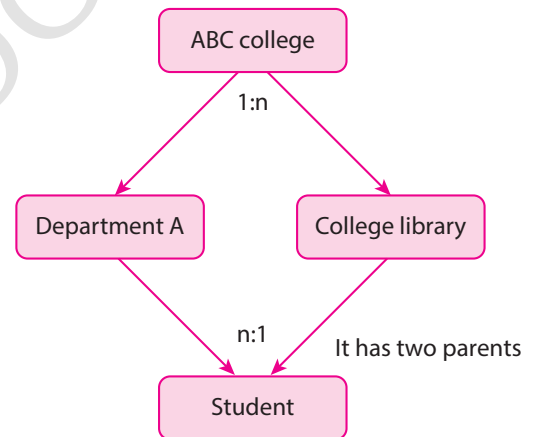 ABC college
1:n
Department A
College library
n:1
It has two parents
Student